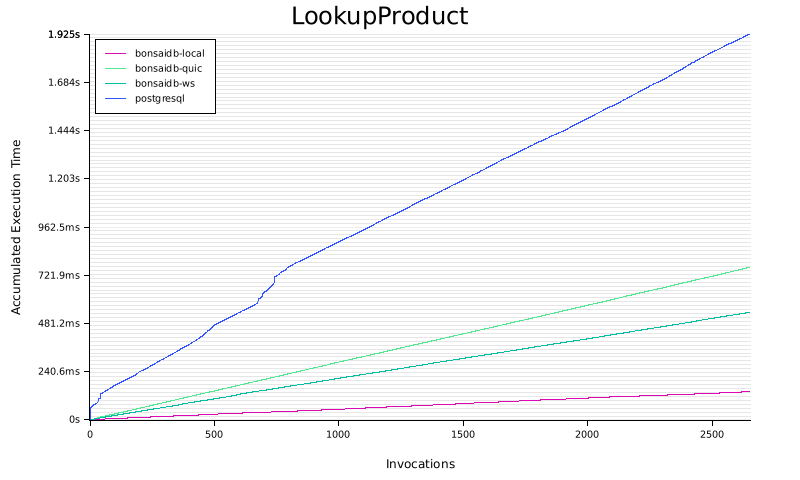 LookupProduct
1.925s
1.684s
1.444s
1.203s
962.5ms
721.9ms
481.2ms
240.6ms
0s
Accumulated Execution Time
bonsaidb-local
bonsaidb-quic
bonsaidb-ws
postgresql
0 500 1000 1500 2000 2500
Invocations